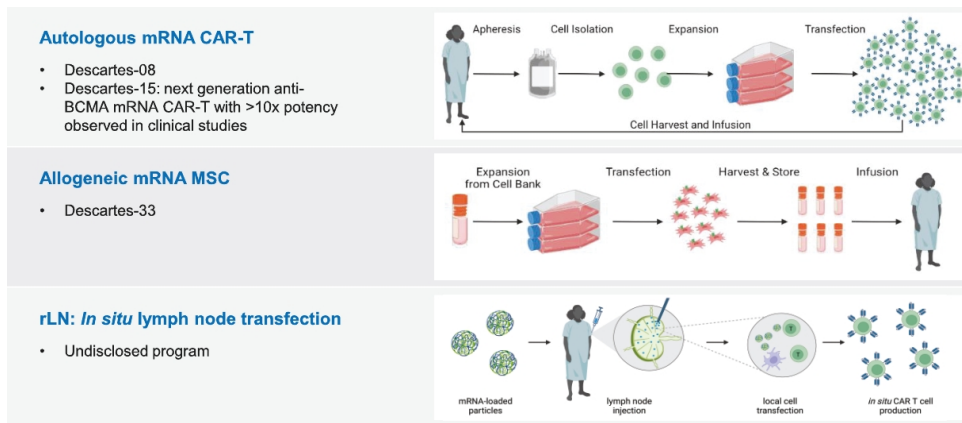 Autologous mRNA CAR-T
• Descartes-08
• Descartes-15: next generation anti-
BCMA mRNA CAR-T with >10x potency
observed in clinical studies
Apheresis
Cell Isolation
Expansion
Transfection
Cell Harvest and Infusion
Allogeneic mRNA MSC
• Descartes-33
Expansion
from Cell Bank
Transfection
Harvest & Store
Infusion
rLN: In situ lymph node transfection
• Undisclosed program
T
T
mRNA-loaded
particles
lymph node
injection
local cell
transfection
in situ CAR T cell
production